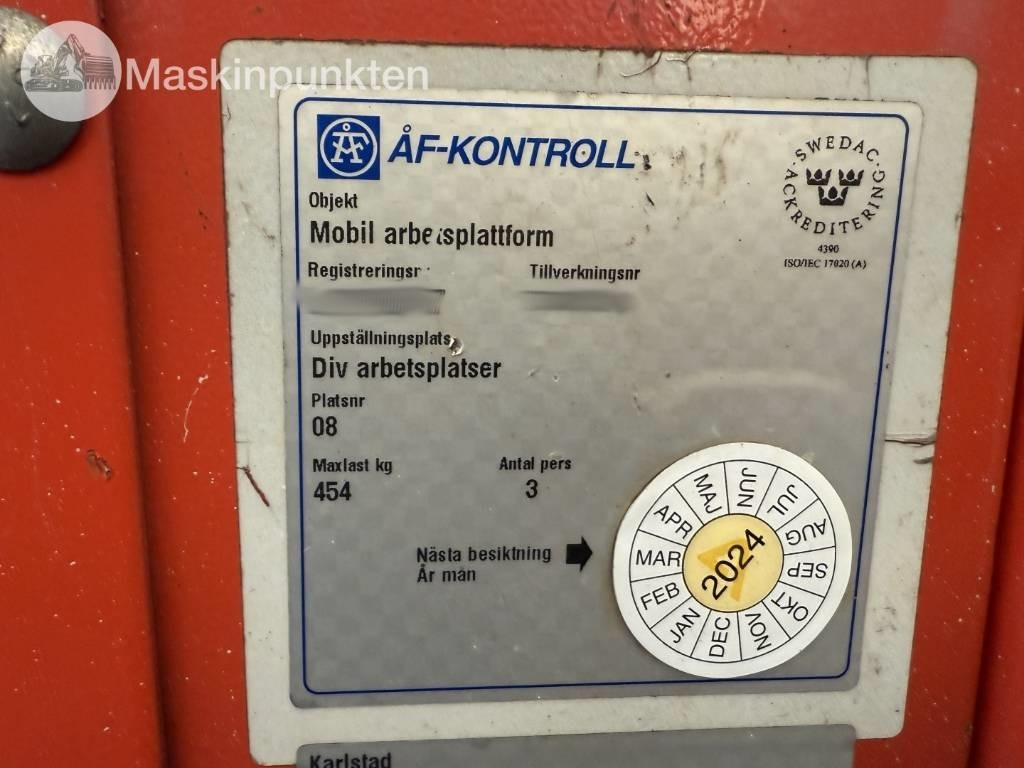 Maskinpunkten
ÅF
ÅF-KONTROLL
SWEDAC
ACKREDITERING
4390
ISO/IEC 17020 (A)
Objekt
Mobil arbetsplattform
Registreringsnr Tillverkningsnr
Uppställningsplats
Div arbetsplatser
Platsnr
08
Maxlast kg Antal pers
454 3
Nästa besiktning
År mån
JAN FEB MAR APR MAJ JUN JUL AUG SEP OKT NOV DEC
2024
Karlstad